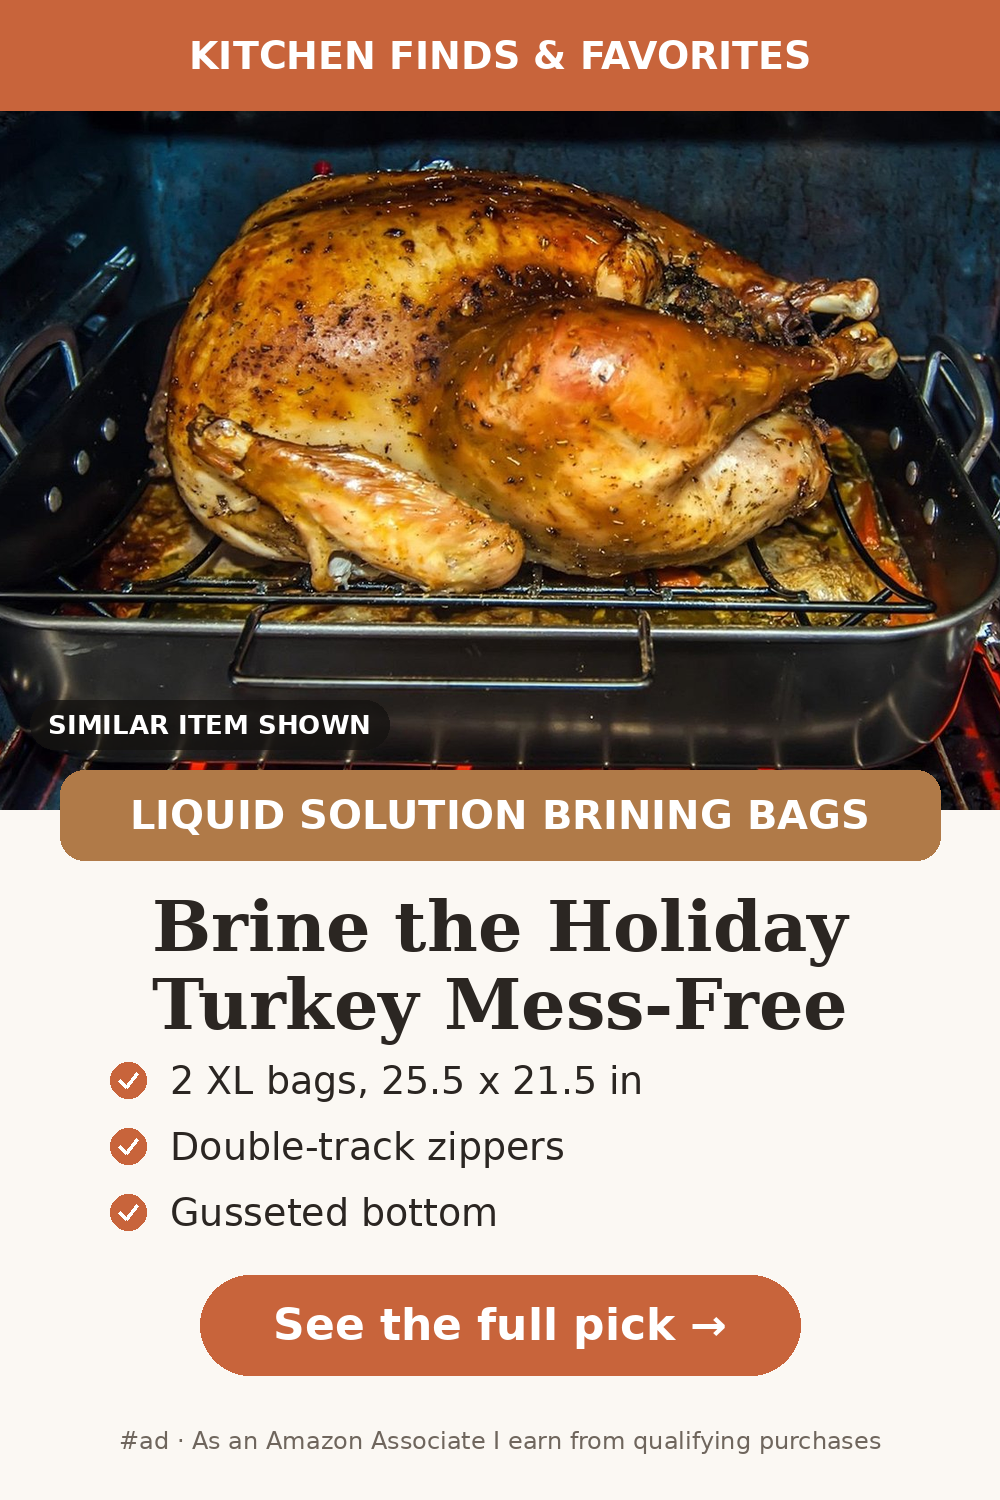 KITCHEN FINDS & FAVORITES
SIMILAR ITEM SHOWN
LIQUID SOLUTION BRINING BAGS
Brine the Holiday
Turkey Mess-Free
2 XL bags, 25.5 x 21.5 in
Double-track zippers
Gusseted bottom
See the full pick →
#ad · As an Amazon Associate I earn from qualifying purchases